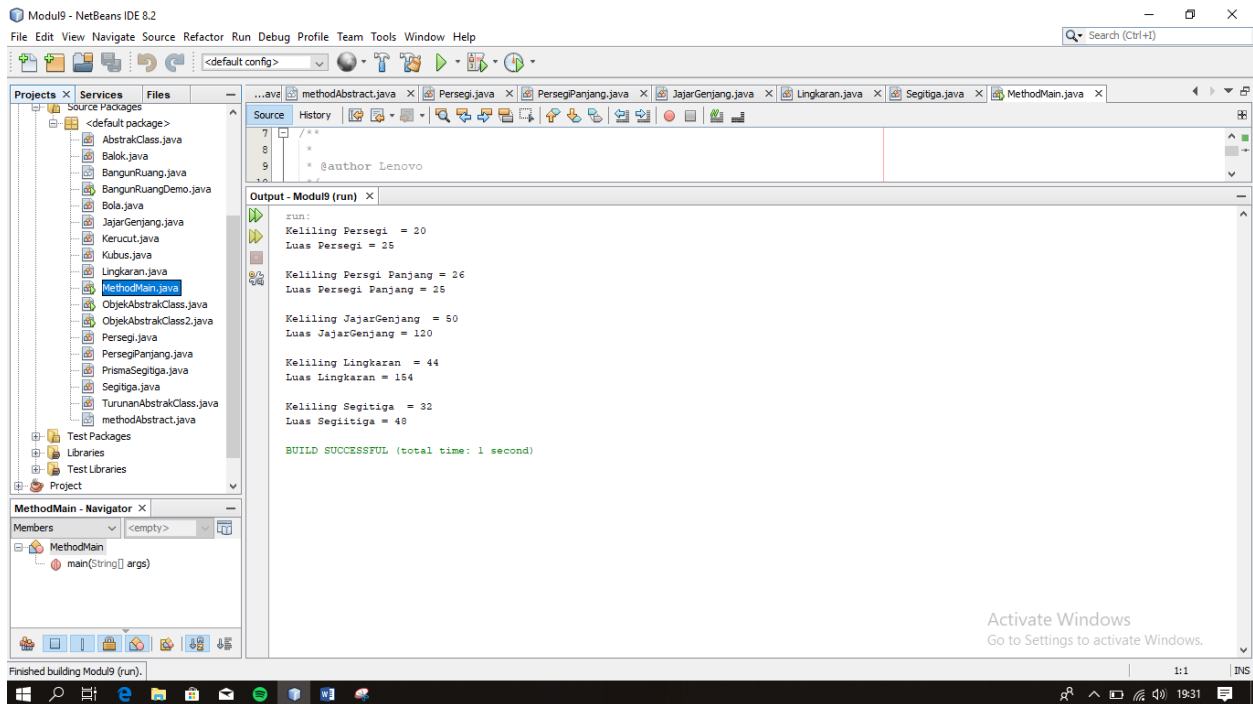 Modul9 - NetBeans IDE 8.2
File Edit View Navigate Source Refactor Run Debug Profile Team Tools Window Help
Search (Ctrl+I)
<default config>
Projects Services Files
Source Packages
<default package>
AbstrakClass.java
Balok.java
BangunRuang.java
BangunRuangDemo.java
Bola.java
JajarGenjang.java
Kerucut.java
Kubus.java
Lingkaran.java
MethodMain.java
ObjekAbstrakClass.java
ObjekAbstrakClass2.java
Persegi.java
PersegiPanjang.java
PrismaSegitiga.java
Segitiga.java
TurunanAbstrakClass.java
methodAbstract.java
Test Packages
Libraries
Test Libraries
Project
MethodMain - Navigator
Members <empty>
MethodMain
main(String[] args)
...ava methodAbstract.java Persegi.java PersegiPanjang.java JajarGenjang.java Lingkaran.java Segitiga.java MethodMain.java
Source History
7 /**
8 *
9 * @author Lenovo
10 */
Output - Modul9 (run)
run:
Keliling Persegi  = 20
Luas Persegi = 25
Keliling Persgi Panjang = 26
Luas Persegi Panjang = 25
Keliling JajarGenjang  = 50
Luas JajarGenjang = 120
Keliling Lingkaran  = 44
Luas Lingkaran = 154
Keliling Segitiga  = 32
Luas Segiitiga = 48
BUILD SUCCESSFUL (total time: 1 second)
Activate Windows
Go to Settings to activate Windows.
Finished building Modul9 (run).
1:1 INS
19:31